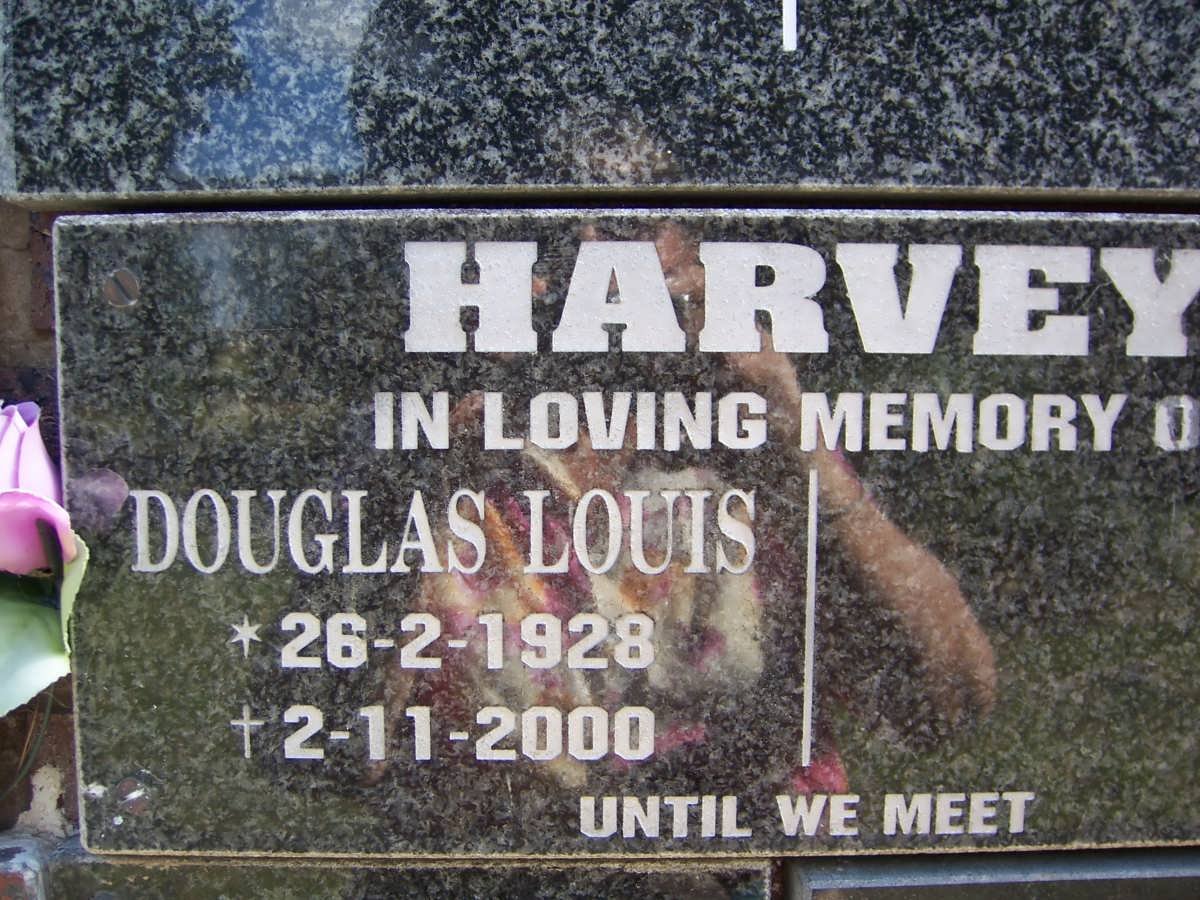 HARVEY
IN LOVING MEMORY O
DOUGLAS LOUIS
* 26-2-1928
† 2-11-2000
UNTIL WE MEET